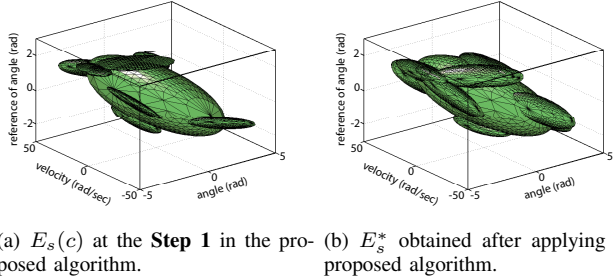 reference of angle (rad)
2
0
-2
50
0
-50
velocity (rad/sec)
-5
0
5
angle (rad)
reference of angle (rad)
2
0
-2
50
0
-50
velocity (rad/sec)
-5
0
5
angle (rad)
(a) E_s(c) at the Step 1 in the pro-
posed algorithm.
(b) E_s^* obtained after applying
proposed algorithm.